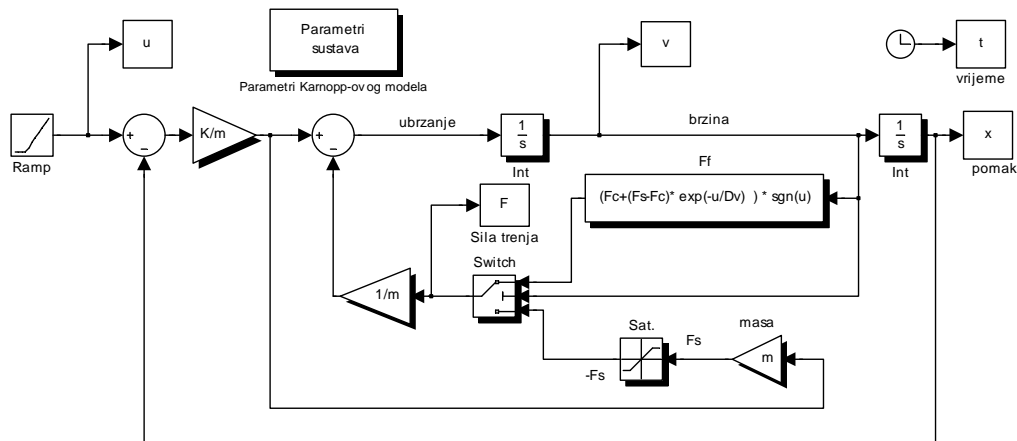 Parametri
sustava
Parametri Karnopp-ovog modela
u
v
t
vrijeme
Ramp
+
−
K/m
+
−
ubrzanje
1
s
Int
brzina
1
s
Int
x
pomak
Ff
(Fc+(Fs-Fc)* exp(-u/Dv) ) * sgn(u)
F
Sila trenja
Switch
1/m
Sat.
-Fs
Fs
masa
m